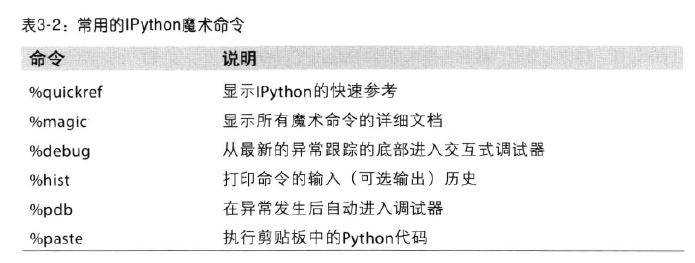 表3-2：常用的IPython魔术命令
命令 说明
%quickref 显示IPython的快速参考
%magic 显示所有魔术命令的详细文档
%debug 从最新的异常跟踪的底部进入交互式调试器
%hist 打印命令的输入（可选输出）历史
%pdb 在异常发生后自动进入调试器
%paste 执行剪贴板中的Python代码